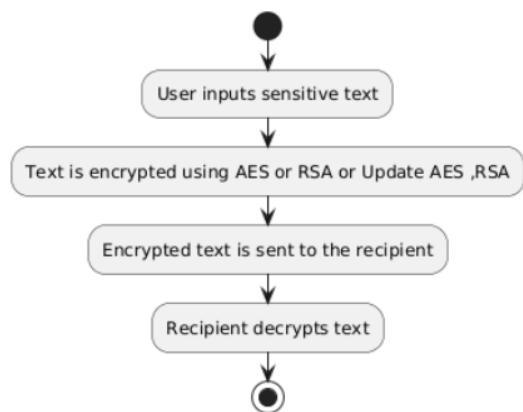 User inputs sensitive text
Text is encrypted using AES or RSA or Update AES ,RSA
Encrypted text is sent to the recipient
Recipient decrypts text